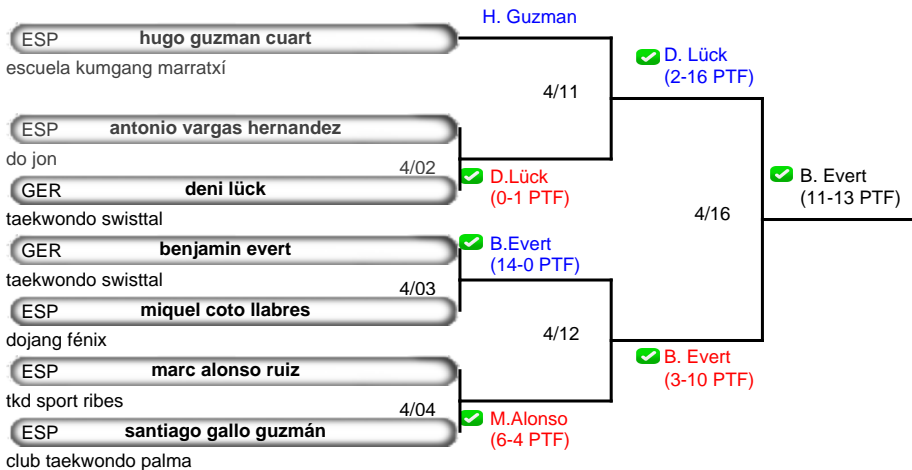 H. Guzman
ESP hugo guzman cuart
escuela kumgang marratxí
D. Lück
(2-16 PTF)
4/11
ESP antonio vargas hernandez
do jon
4/02
GER deni lück
taekwondo swisttal
D.Lück
(0-1 PTF)
B. Evert
(11-13 PTF)
4/16
GER benjamin evert
taekwondo swisttal
B.Evert
(14-0 PTF)
4/03
ESP miquel coto llabres
dojang fénix
4/12
ESP marc alonso ruiz
tkd sport ribes
B. Evert
(3-10 PTF)
4/04
ESP santiago gallo guzmán
club taekwondo palma
M.Alonso
(6-4 PTF)